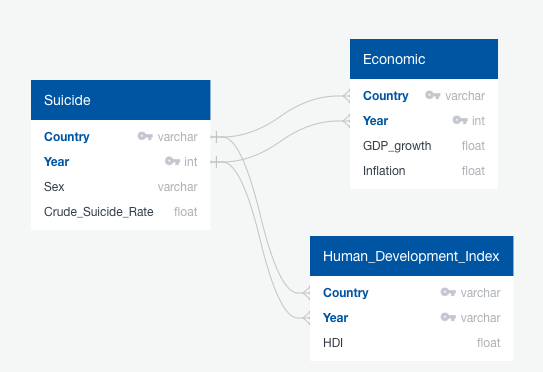 Suicide
Country varchar
Year int
Sex varchar
Crude_Suicide_Rate float
Economic
Country varchar
Year int
GDP_growth float
Inflation float
Human_Development_Index
Country varchar
Year varchar
HDI float